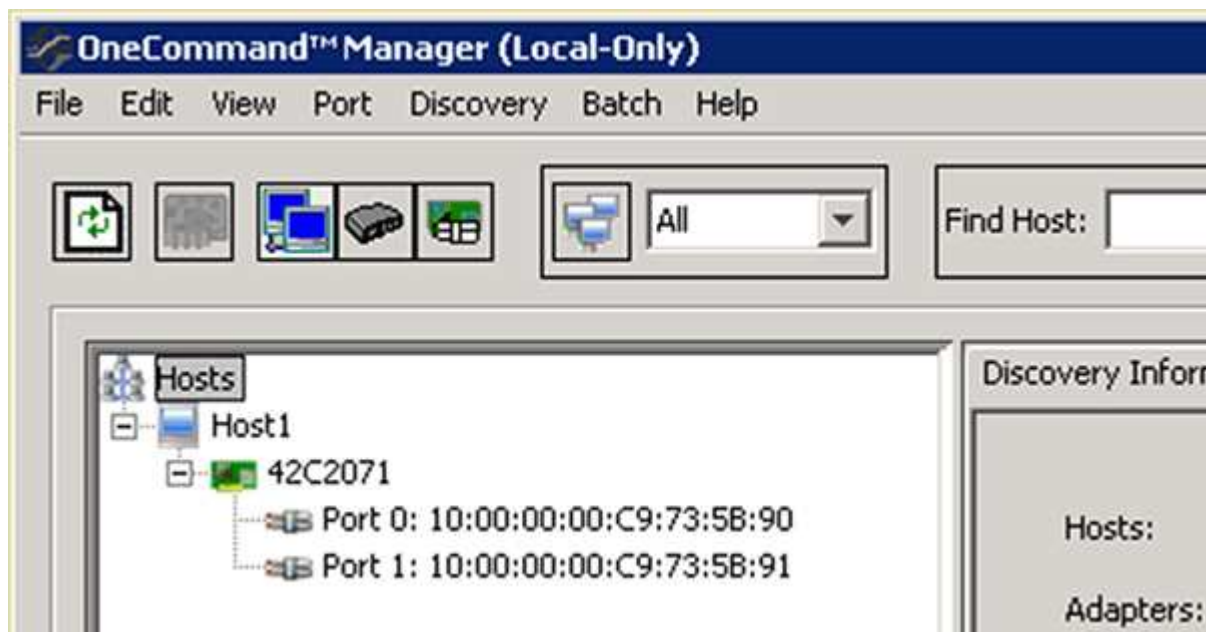 OneCommand™ Manager (Local-Only)
File Edit View Port Discovery Batch Help
All Find Host:
Hosts
Discovery
Host1
42C2071
Port 0: 10:00:00:00:C9:73:5B:90
Hosts:
Port 1: 10:00:00:00:C9:73:5B:91
Adapters: